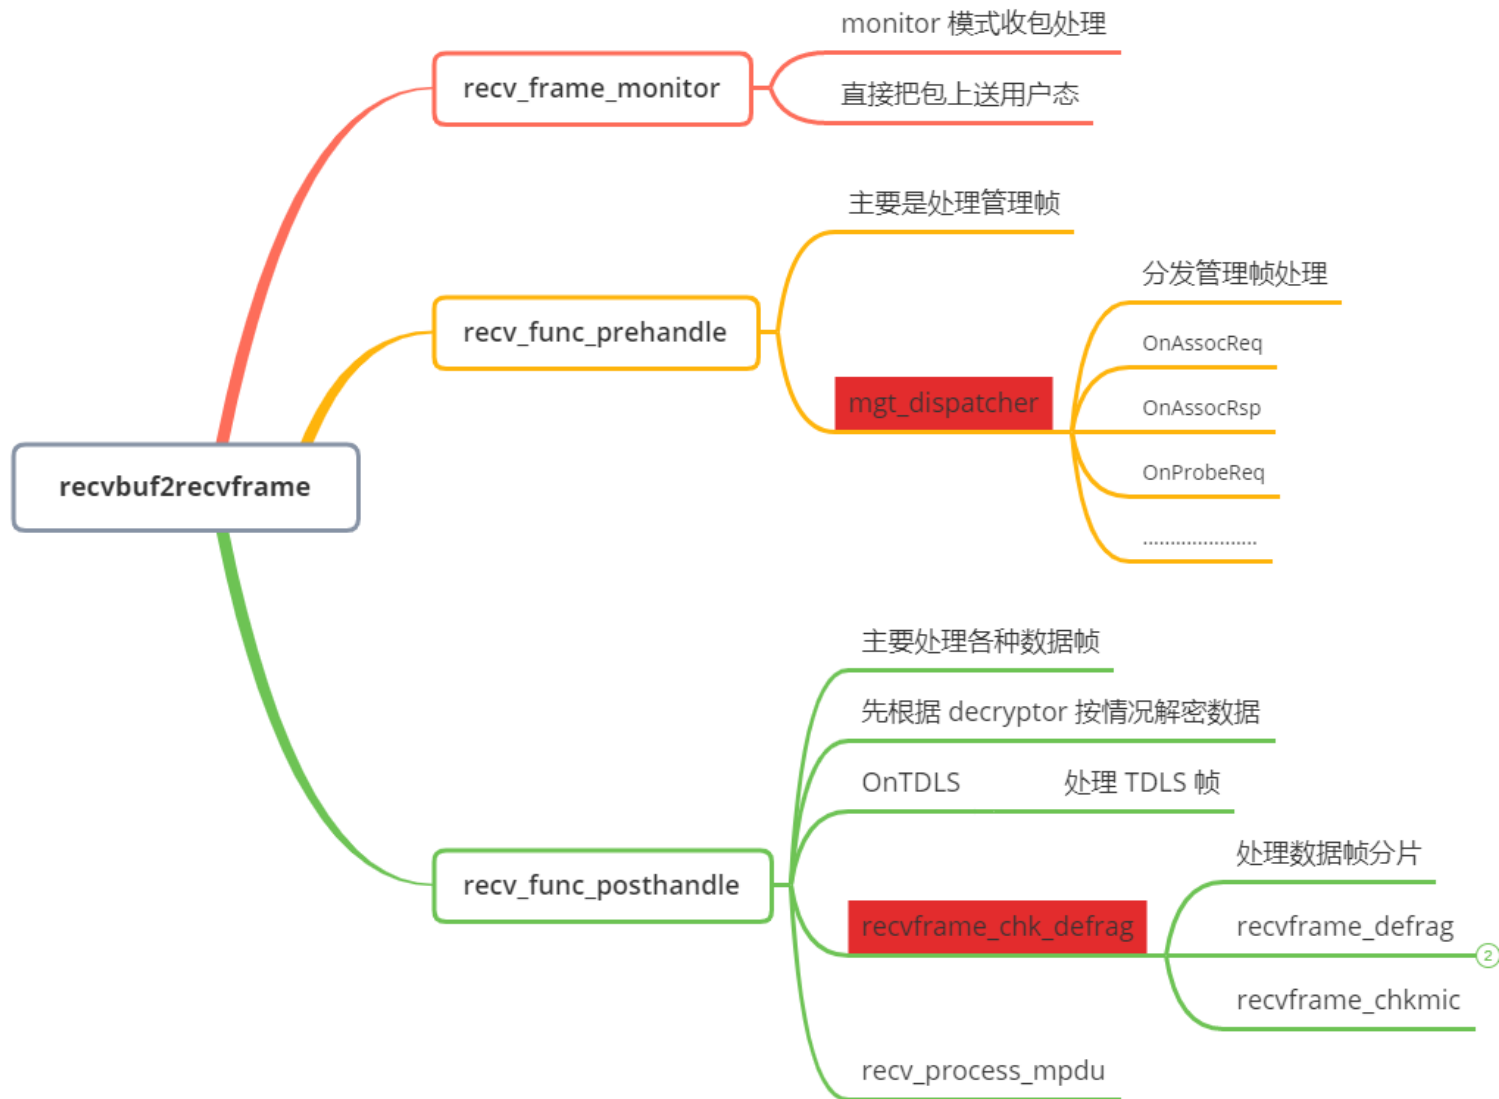 monitor 模式收包处理
recv_frame_monitor
直接把包上送用户态
主要是处理管理帧
分发管理帧处理
recv_func_prehandle
OnAssocReq
mgt_dispatcher
OnAssocRsp
OnProbeReq
.....................
recvbuf2recvframe
主要处理各种数据帧
先根据 decryptor 按情况解密数据
OnTDLS 处理 TDLS 帧
处理数据帧分片
recv_func_posthandle
recvframe_chk_defrag
recvframe_defrag
2
recvframe_chkmic
recv_process_mpdu